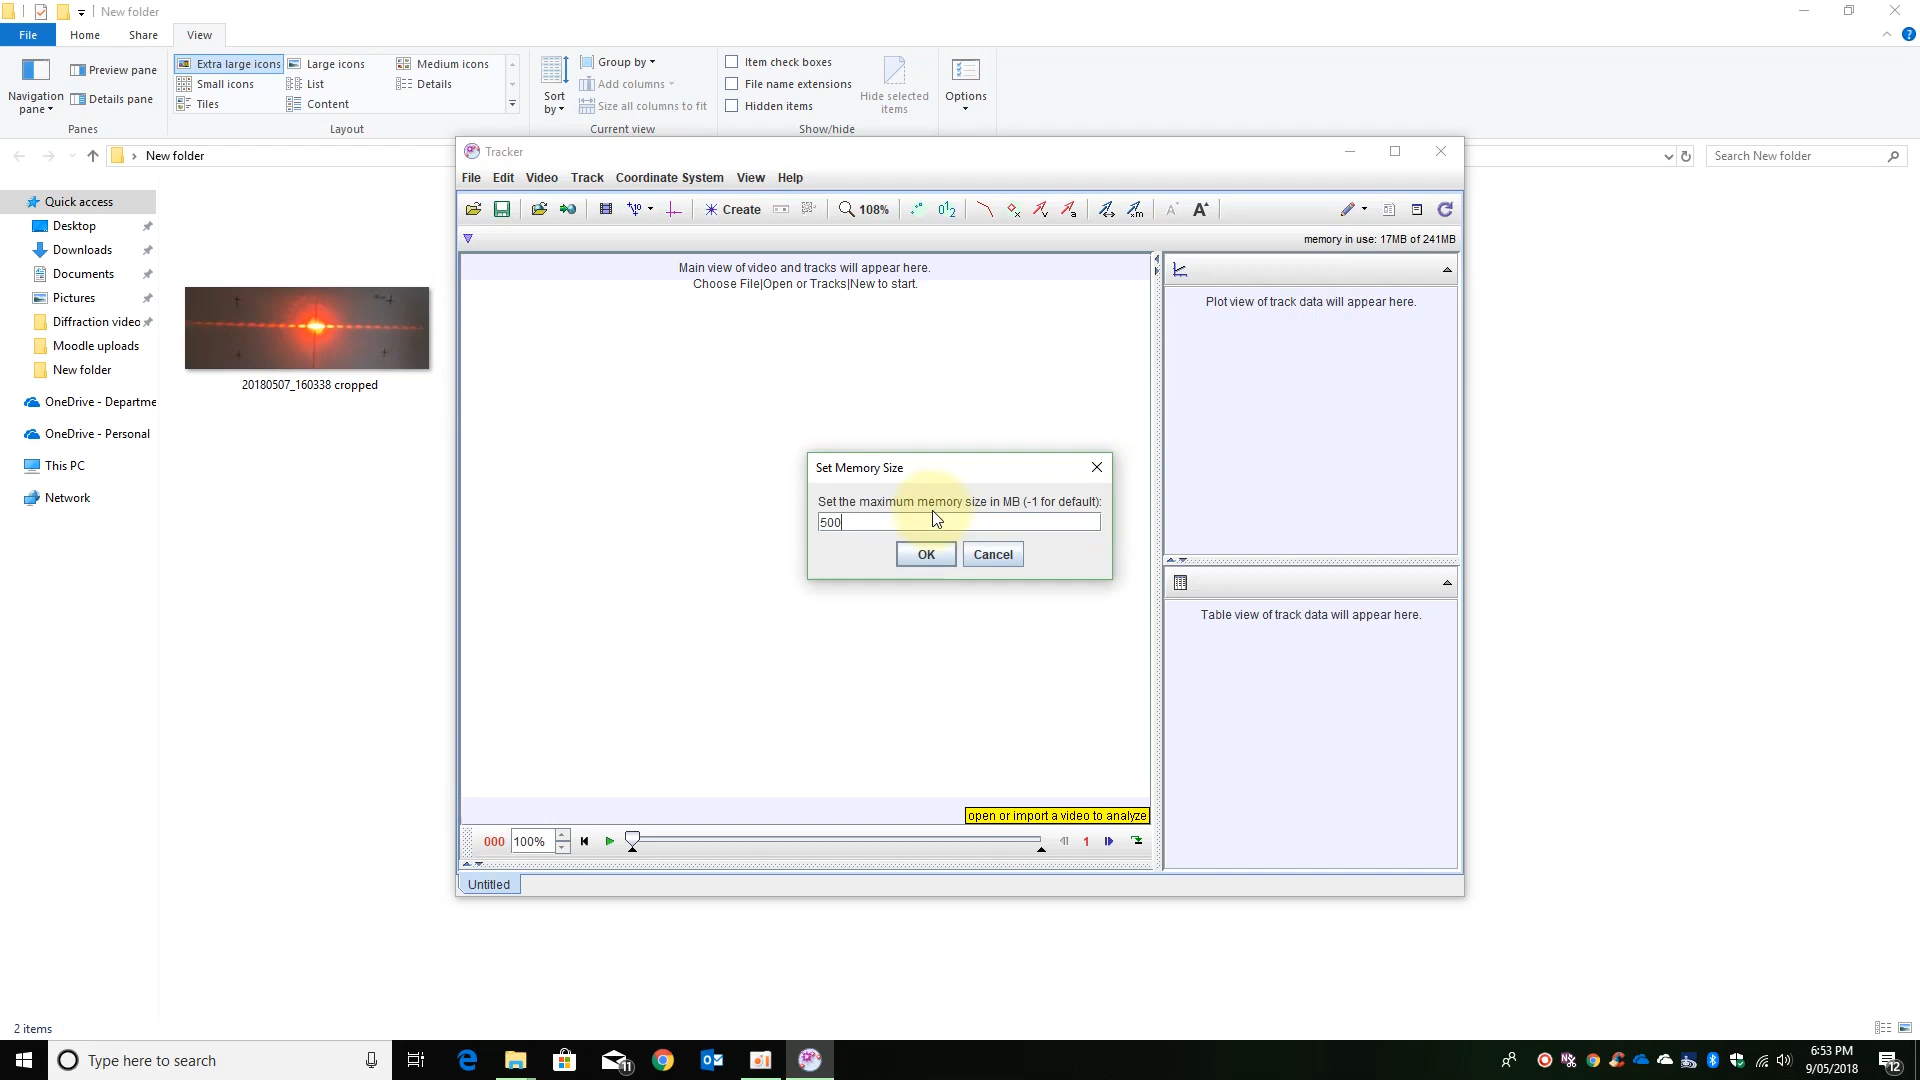 New folder
File Home Share View
Navigation pane
Preview pane
Details pane
Panes
Extra large icons Large icons Medium icons
Small icons List Details
Tiles Content
Layout
Sort by
Group by
Add columns
Size all columns to fit
Current view
Item check boxes
File name extensions
Hidden items
Hide selected items
Show/hide
Options
New folder
Search New folder
Quick access
Desktop
Downloads
Documents
Pictures
Diffraction video
Moodle uploads
New folder
OneDrive - Departme
OneDrive - Personal
This PC
Network
20180507_160338 cropped
2 items
Tracker
File Edit Video Track Coordinate System View Help
Create 108%
memory in use: 17MB of 241MB
Main view of video and tracks will appear here.
Choose File|Open or Tracks|New to start.
Plot view of track data will appear here.
Set Memory Size
Set the maximum memory size in MB (-1 for default):
500
OK Cancel
Table view of track data will appear here.
open or import a video to analyze
000 100% 1
Untitled
Type here to search
11
6:53 PM
9/05/2018
12